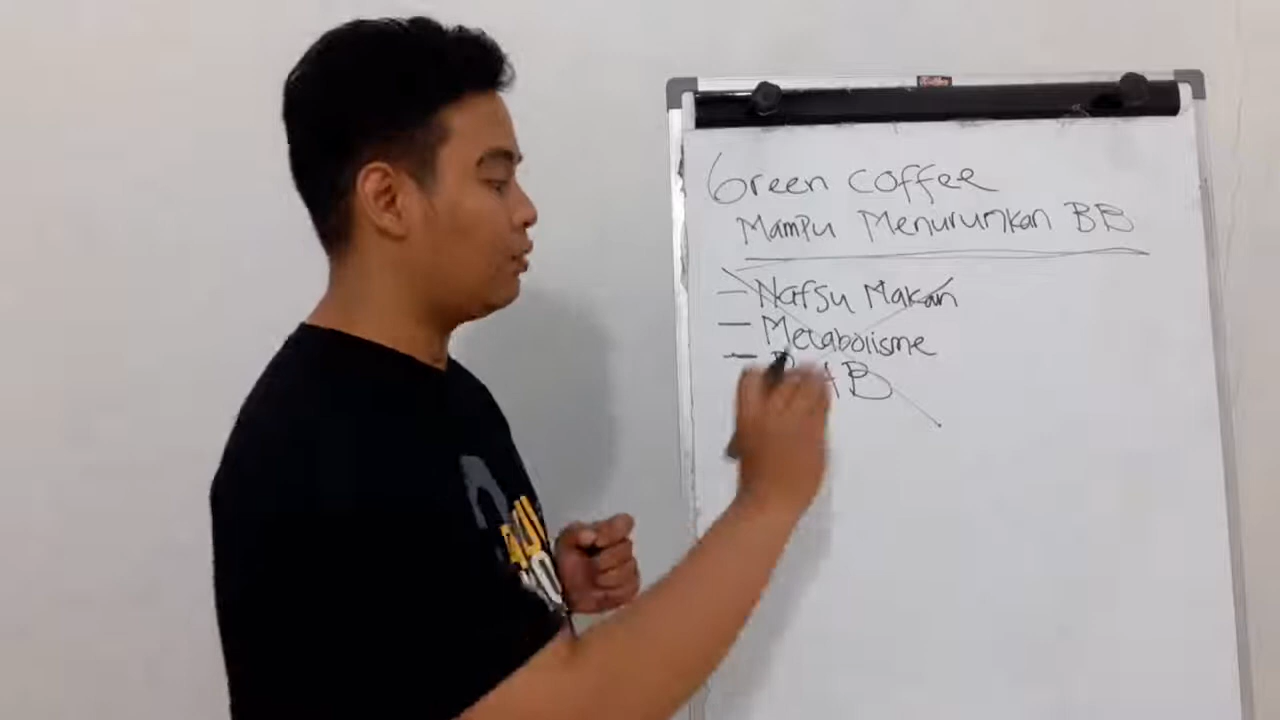 Green coffee
Mampu Menurunkan BB
— Nafsu Makan
— Metabolisme